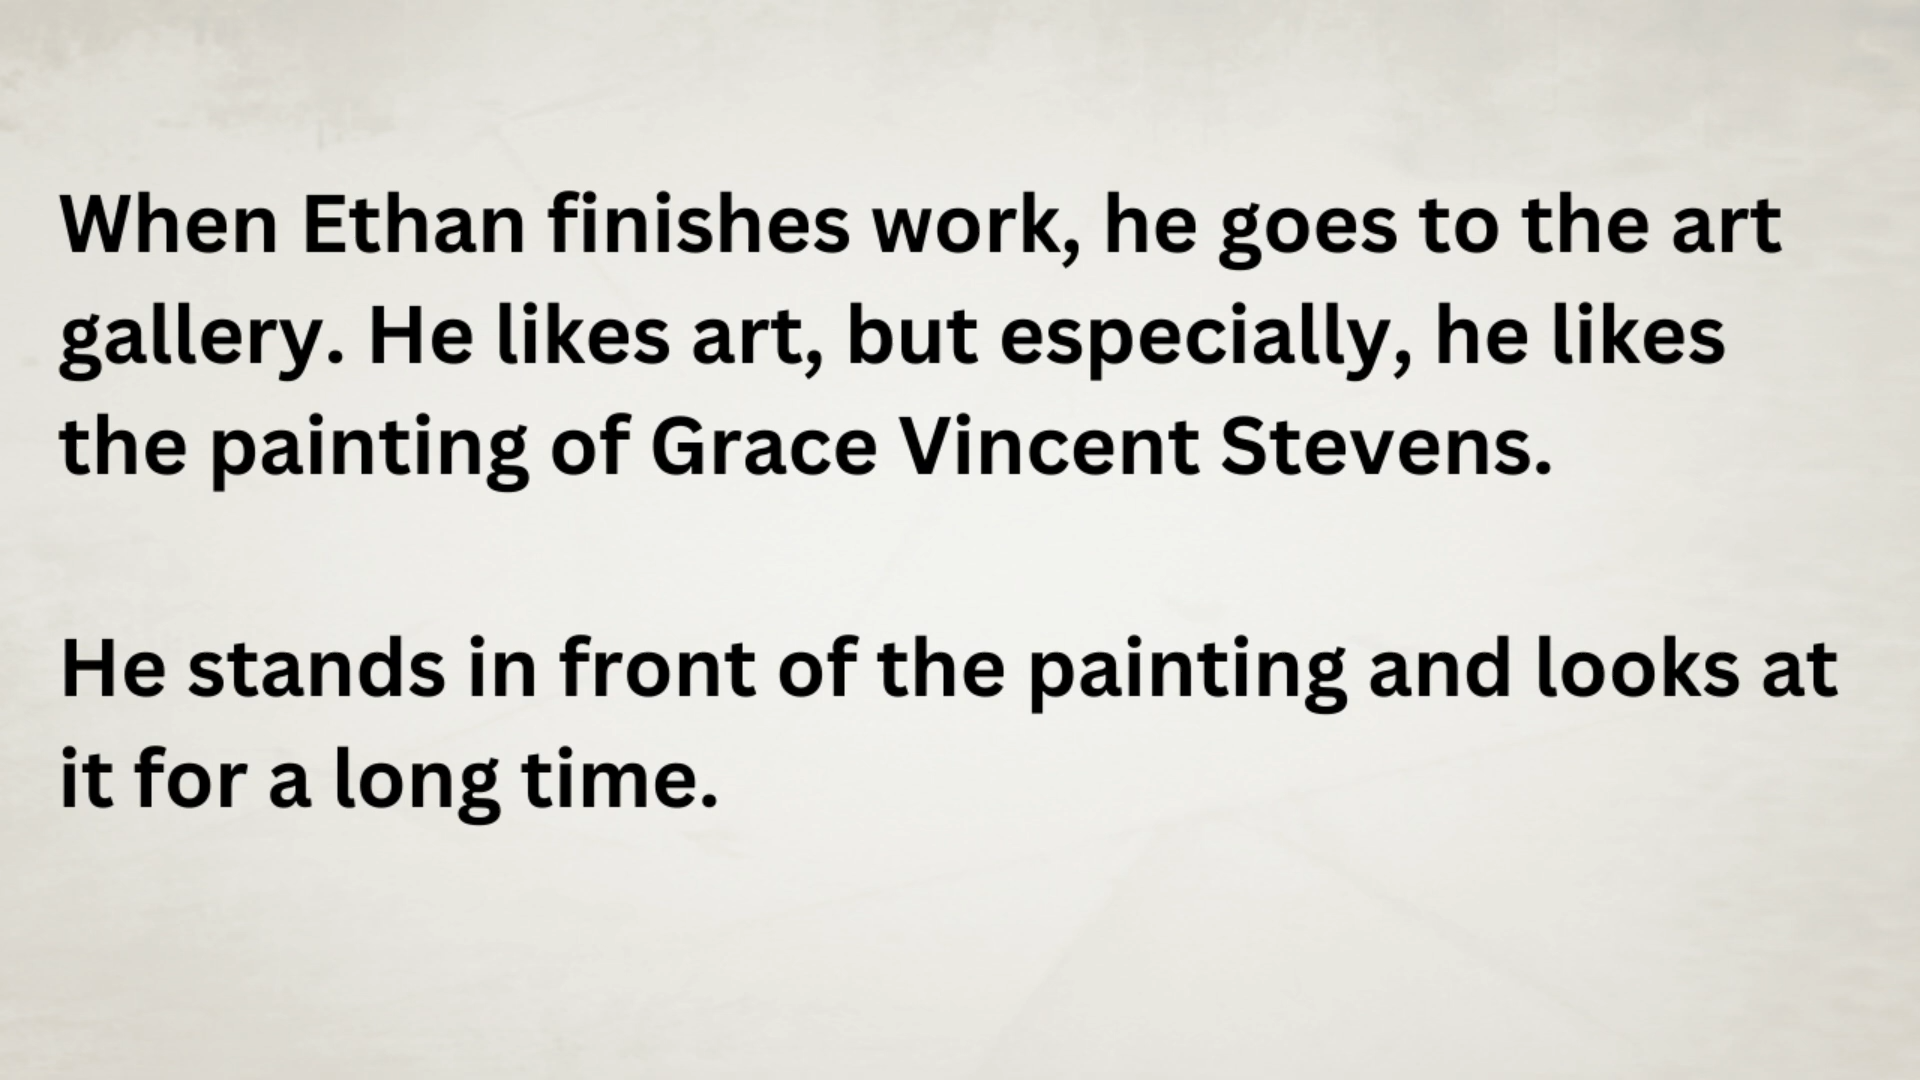 When Ethan finishes work, he goes to the art
gallery. He likes art, but especially, he likes
the painting of Grace Vincent Stevens.
He stands in front of the painting and looks at
it for a long time.